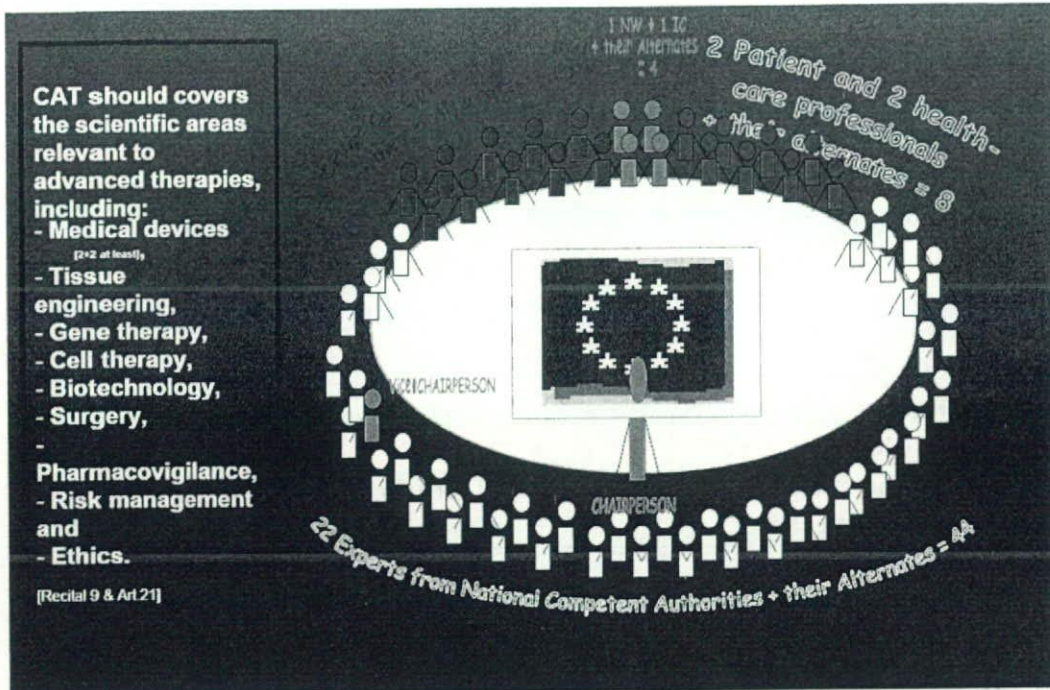 CAT should covers
the scientific areas
relevant to
advanced therapies,
including:
- Medical devices
[2+2 at least],
- Tissue
engineering,
- Gene therapy,
- Cell therapy,
- Biotechnology,
- Surgery,
-
Pharmacovigilance,
- Risk management
and
- Ethics.
[Recital 9 & Art.21]
1 NW + 1 IC
+ their Alternates
: 4
2 Patient and 2 health-
care professionals
+ their alternates = 8
Vice CHAIRPERSON
CHAIRPERSON
22 Experts from National Competent Authorities + their Alternates = 44